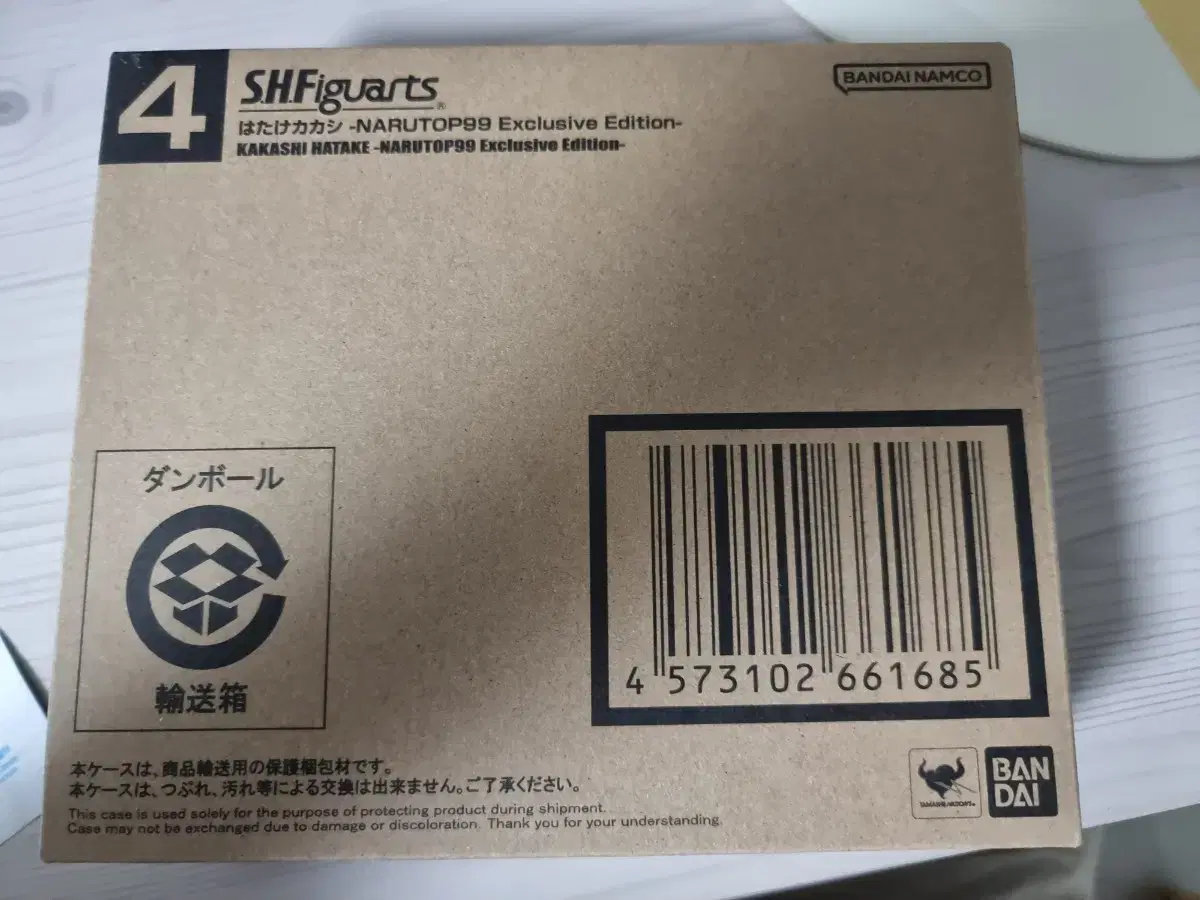 4
S.H.Figuarts®
BANDAI NAMCO
はたけカカシ -NARUTOP99 Exclusive Edition-
KAKASHI HATAKE -NARUTOP99 Exclusive Edition-
ダンボール
輸送箱
4 573102 661685
本ケースは、商品輸送用の保護梱包材です。
本ケースは、つぶれ、汚れ等による交換は出来ません。ご了承ください。
This case is used solely for the purpose of protecting product during shipment.
Case may not be exchanged due to damage or discoloration. Thank you for your understanding.
TAMASHII NATIONS
BAN
DAI